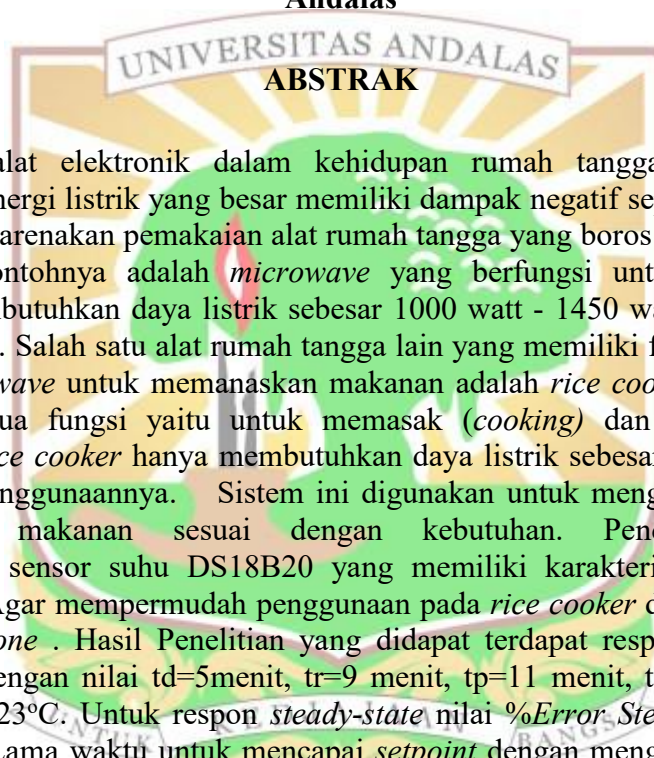 Andalas
UNIVERSITAS ANDALAS
ABSTRAK
alat elektronik dalam kehidupan rumah tangga
nergi listrik yang besar memiliki dampak negatif se
arenakan pemakaian alat rumah tangga yang boros
ontohnya adalah microwave yang berfungsi unt
nbutuhkan daya listrik sebesar 1000 watt - 1450 wa
. Salah satu alat rumah tangga lain yang memiliki f
wave untuk memanaskan makanan adalah rice coo
ua fungsi yaitu untuk memasak (cooking) dan
ice cooker hanya membutuhkan daya listrik sebesar
enggunaannya. Sistem ini digunakan untuk meng
makanan sesuai dengan kebutuhan. Pene
sensor suhu DS18B20 yang memiliki karakteri
Agar mempermudah penggunaan pada rice cooker d
one . Hasil Penelitian yang didapat terdapat resp
engan nilai td=5menit, tr=9 menit, tp=11 menit, t
23ºC. Untuk respon steady-state nilai %Error Ste
Lama waktu untuk mencapai setpoint dengan meng